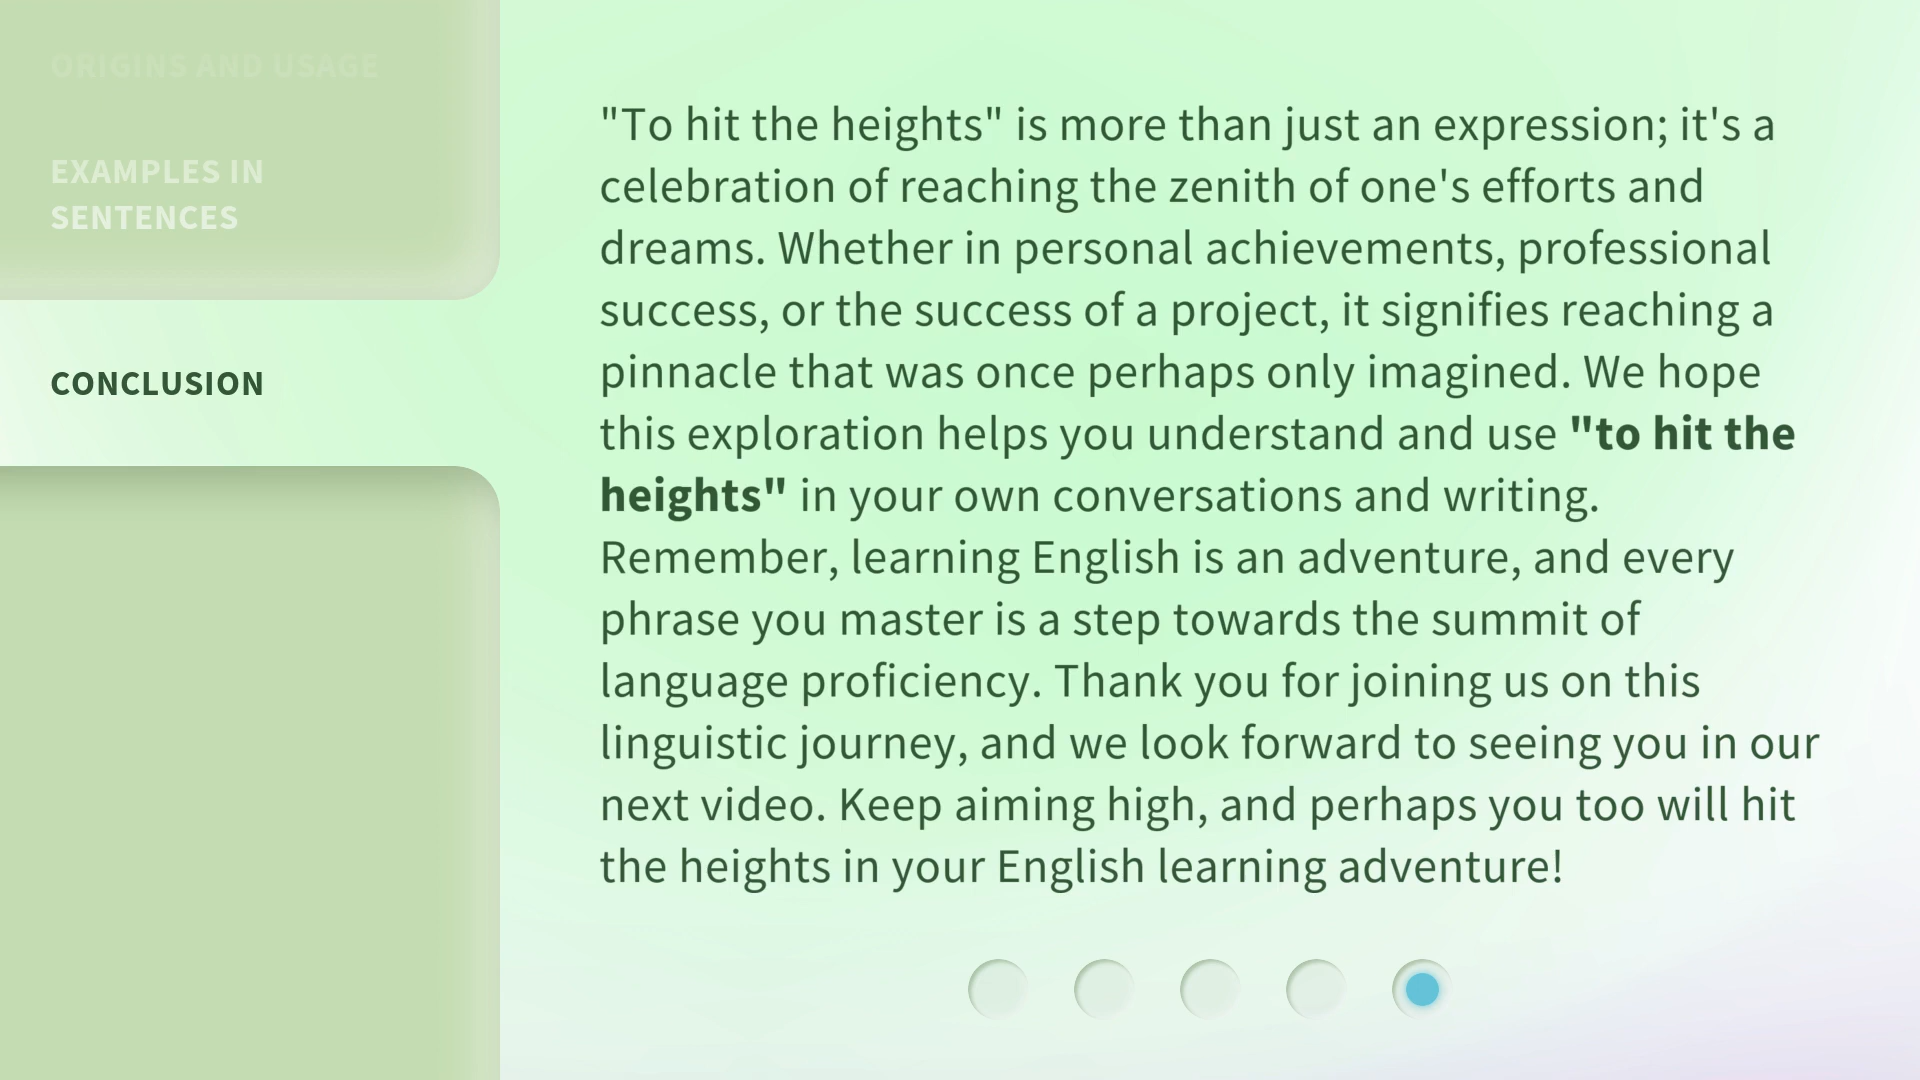 ORIGINS AND USAGE
EXAMPLES IN
SENTENCES
CONCLUSION
"To hit the heights" is more than just an expression; it's a
celebration of reaching the zenith of one's efforts and
dreams. Whether in personal achievements, professional
success, or the success of a project, it signifies reaching a
pinnacle that was once perhaps only imagined. We hope
this exploration helps you understand and use "to hit the
heights" in your own conversations and writing.
Remember, learning English is an adventure, and every
phrase you master is a step towards the summit of
language proficiency. Thank you for joining us on this
linguistic journey, and we look forward to seeing you in our
next video. Keep aiming high, and perhaps you too will hit
the heights in your English learning adventure!